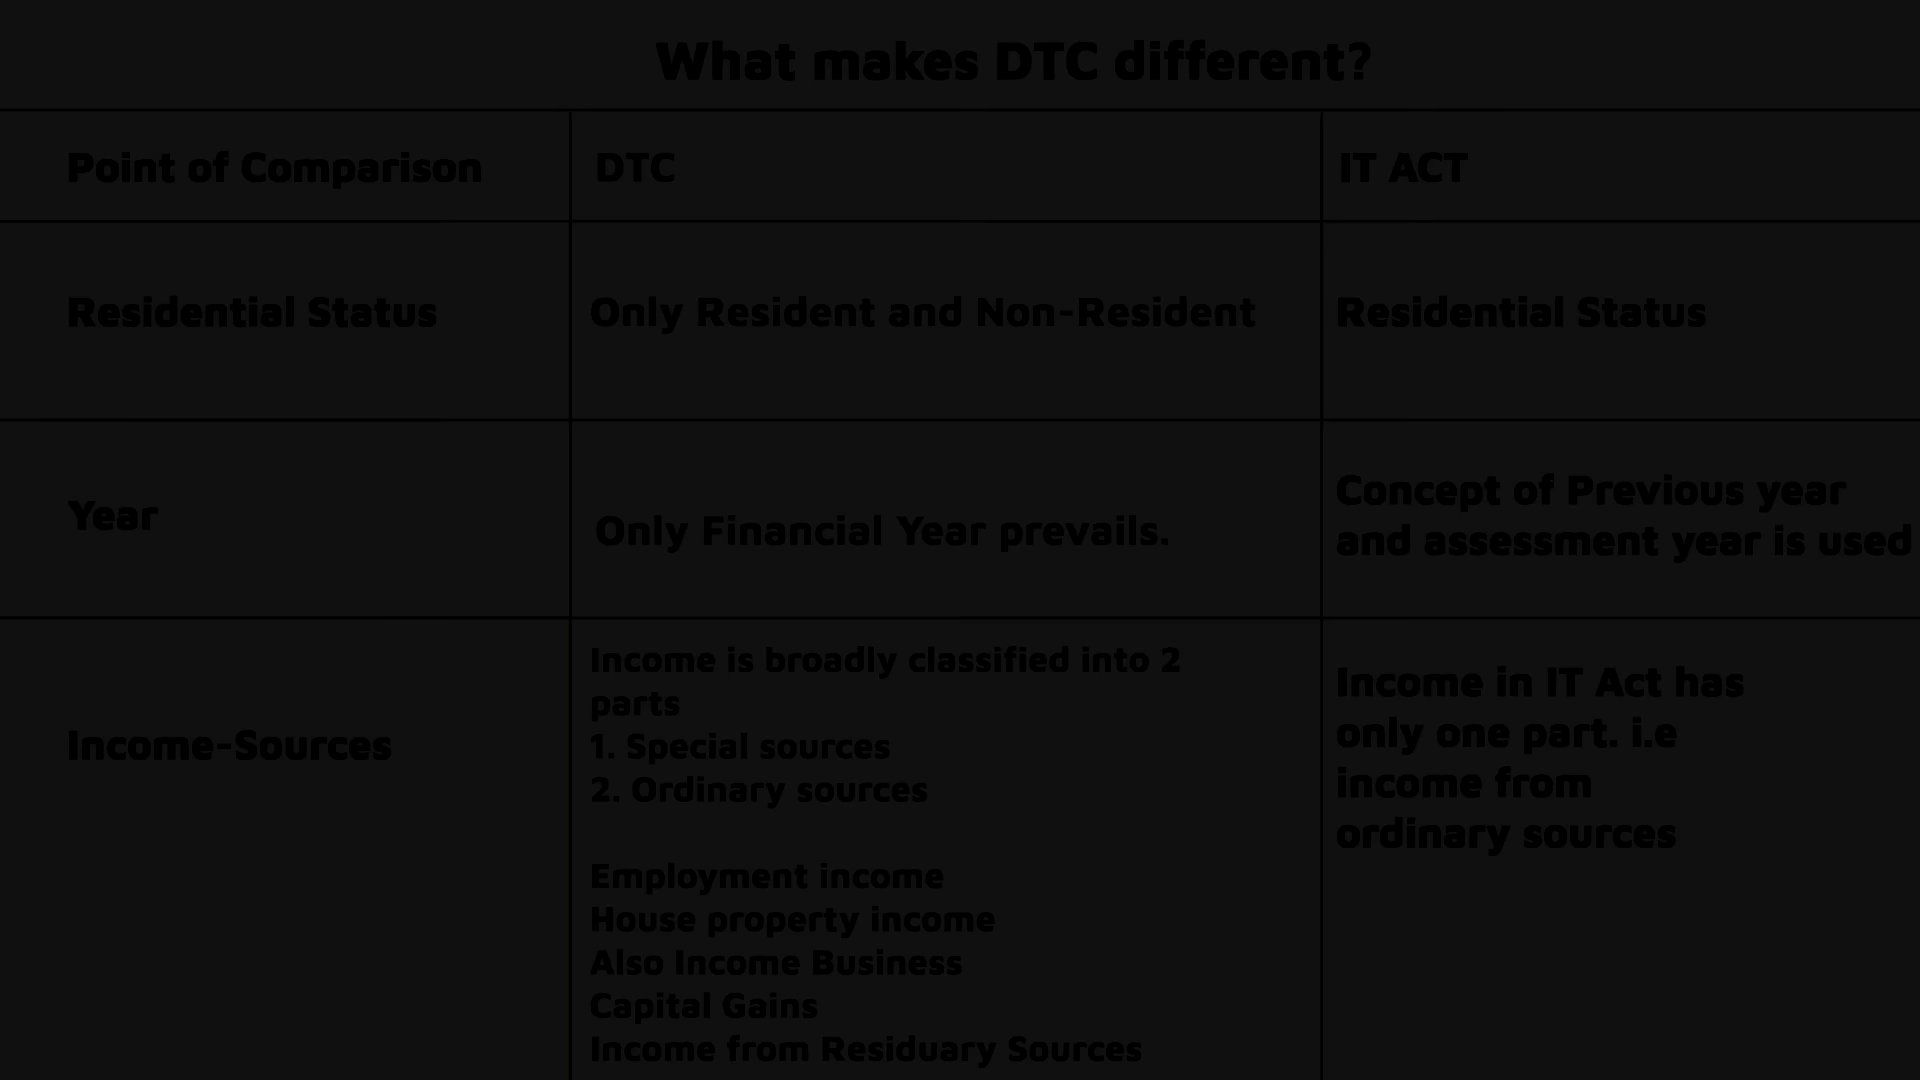 What makes DTC different?
Point of Comparison
DTC
IT ACT
Residential Status
Only Resident and Non-Resident
Residential Status
Year
Only Financial Year prevails.
Concept of Previous year
and assessment year is used
Income-Sources
Income is broadly classified into 2
parts
1. Special sources
2. Ordinary sources
Employment income
House property income
Also Income Business
Capital Gains
Income from Residuary Sources
Income in IT Act has
only one part. i.e
income from
ordinary sources